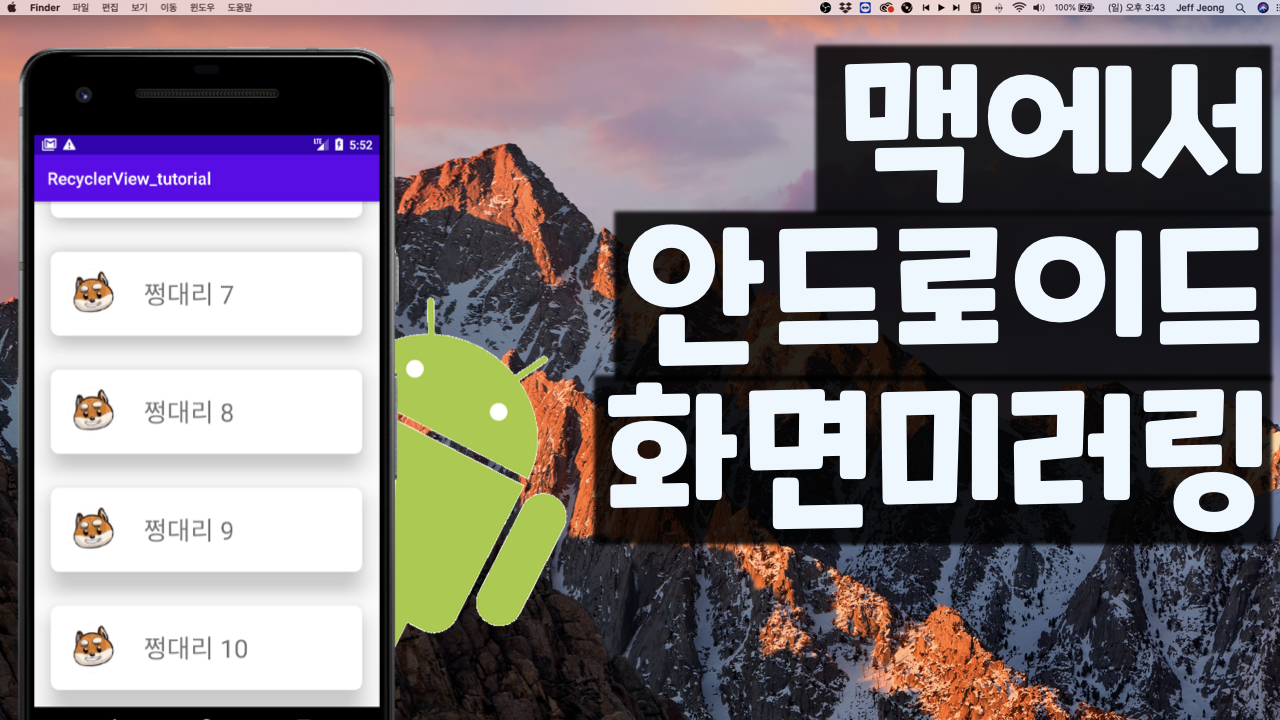 Finder 파일 편집 보기 이동 윈도우 도움말 한 100% (일) 오후 3:43 Jeff Jeong
LTE 5:52
RecyclerView_tutorial
쩡대리 7
쩡대리 8
쩡대리 9
쩡대리 10
맥에서
안드로이드
화면미러링